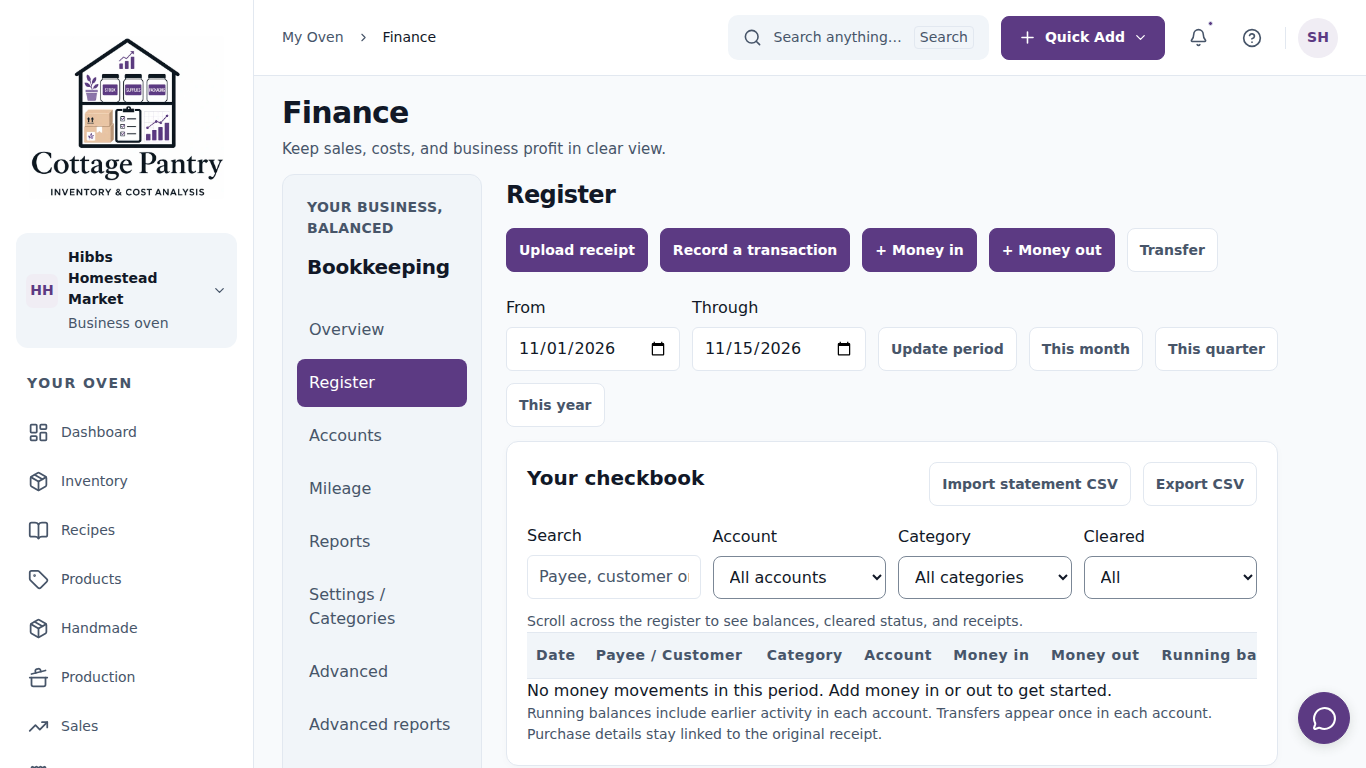 Cottage Pantry
INVENTORY & COST ANALYSIS
HH
Hibbs
Homestead
Market
Business oven
YOUR OVEN
Dashboard
Inventory
Recipes
Products
Handmade
Production
Sales
My Oven
Finance
Search anything...
Search
Quick Add
SH
Finance
Keep sales, costs, and business profit in clear view.
YOUR BUSINESS,
BALANCED
Bookkeeping
Overview
Register
Accounts
Mileage
Reports
Settings /
Categories
Advanced
Advanced reports
Register
Upload receipt
Record a transaction
+ Money in
+ Money out
Transfer
From
Through
11/01/2026
11/15/2026
Update period
This month
This quarter
This year
Your checkbook
Import statement CSV
Export CSV
Search
Account
Category
Cleared
Payee, customer o
All accounts
All categories
All
Scroll across the register to see balances, cleared status, and receipts.
Date Payee / Customer Category Account Money in Money out Running ba
No money movements in this period. Add money in or out to get started.
Running balances include earlier activity in each account. Transfers appear once in each account.
Purchase details stay linked to the original receipt.